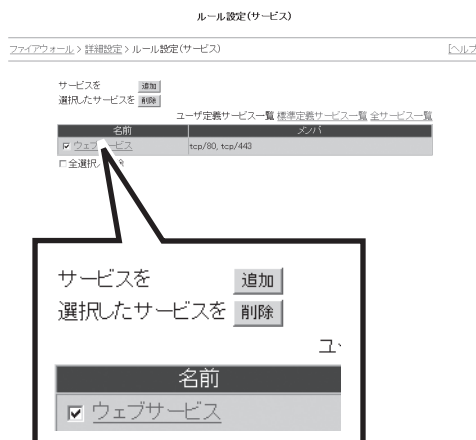 ルール設定(サービス)
ファイアウォール > 詳細設定 > ルール設定(サービス) [ヘルプ
サービスを 追加
選択したサービスを 削除
ユーザ定義サービス一覧 標準定義サービス一覧 全サービス一覧
名前 メンバ
ウェブ ービス tcp/80, tcp/443
全選択/
サービスを 追加
選択したサービスを 削除
ユ
名前
ウェブサービス